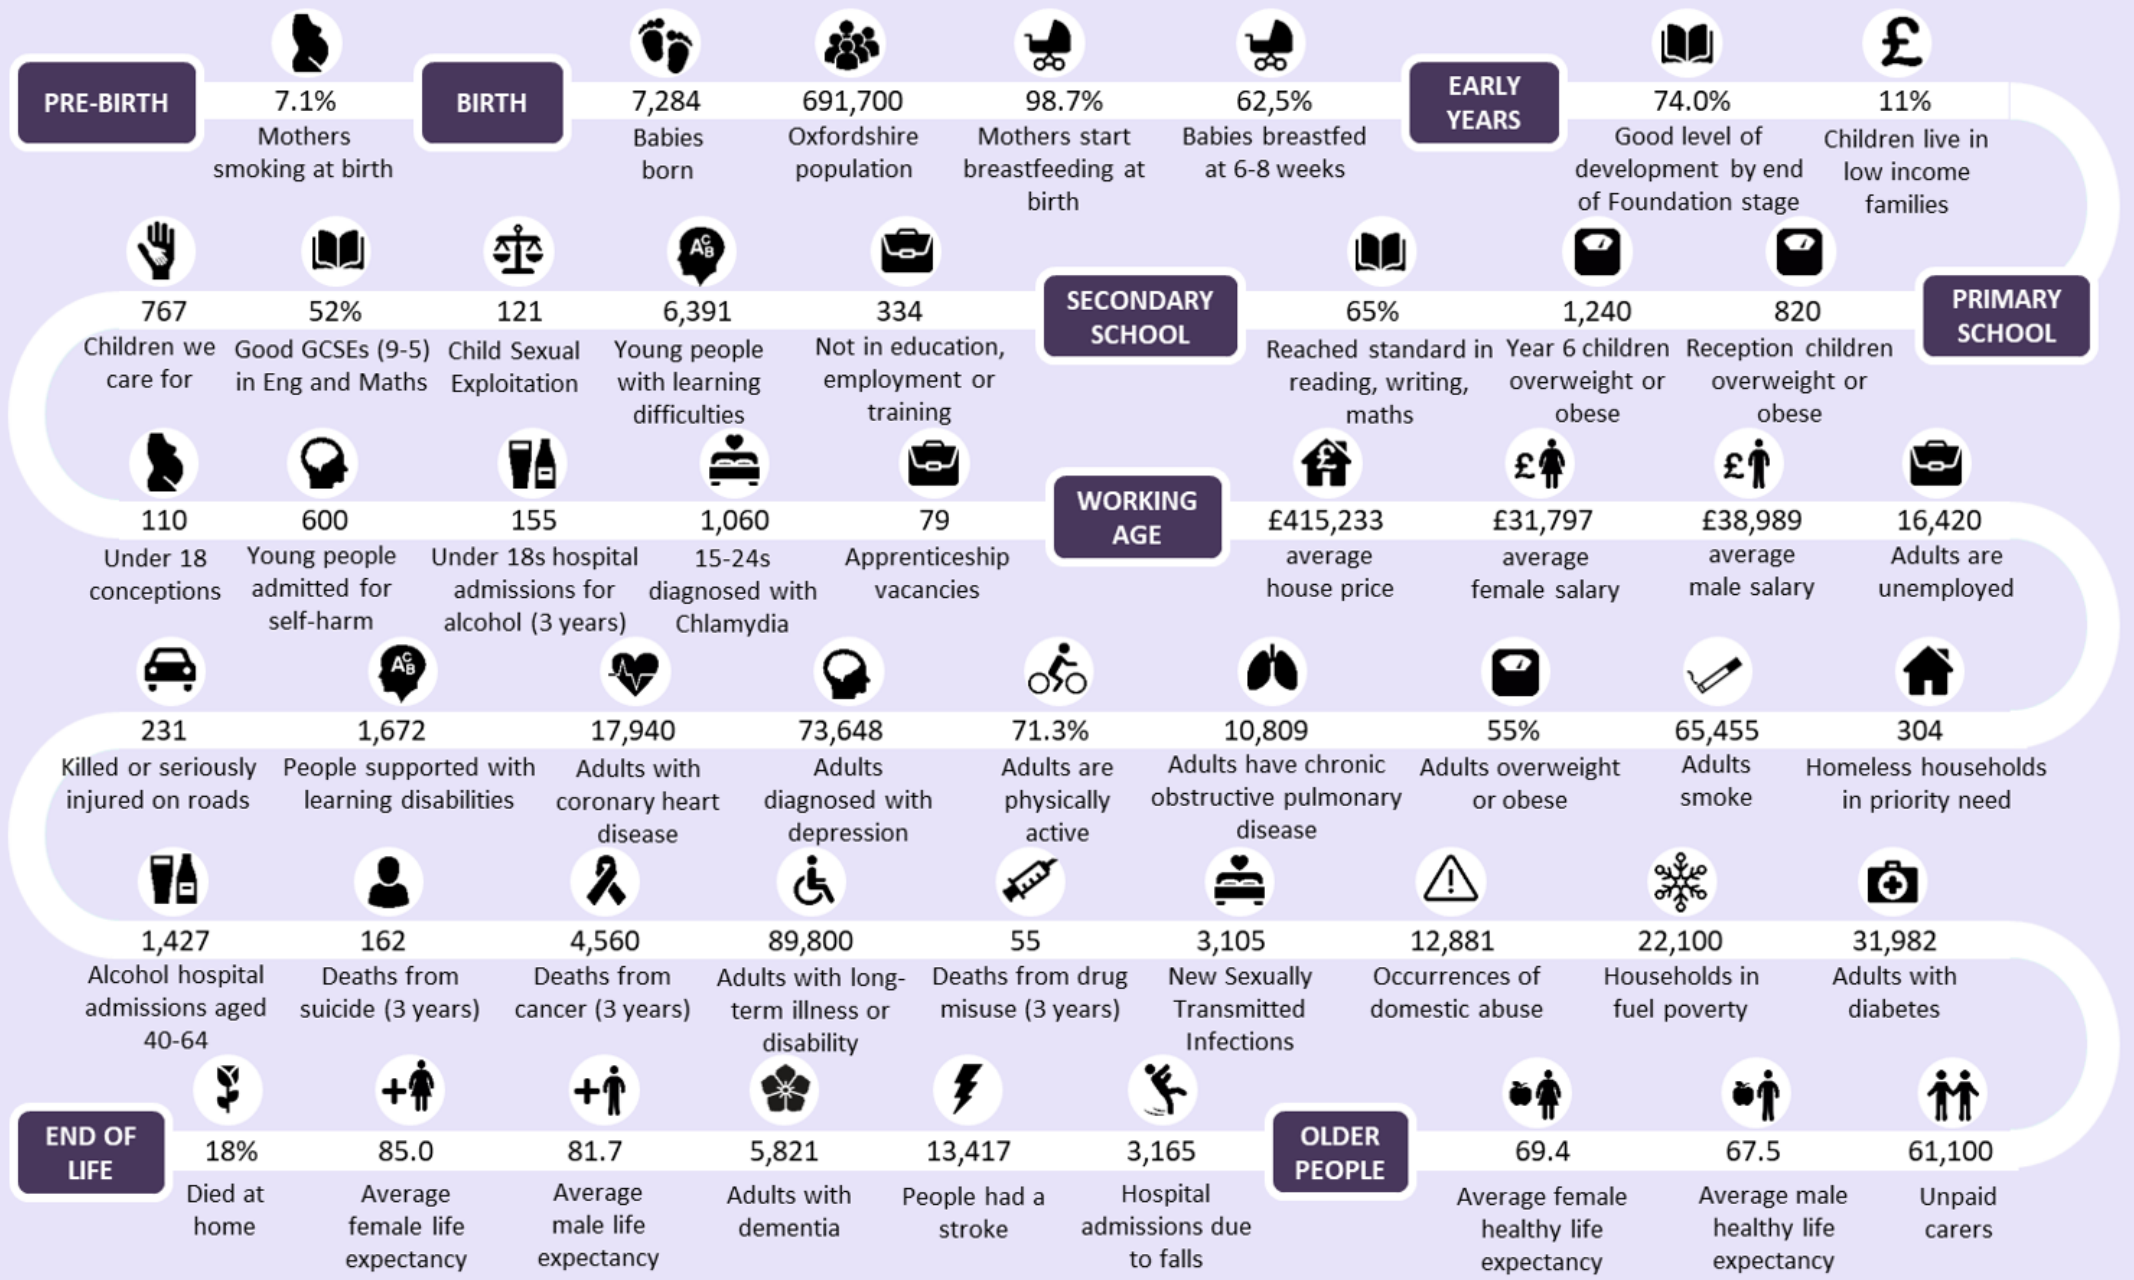 PRE-BIRTH
7.1%
Mothers
smoking at birth
BIRTH
7,284
Babies
born
691,700
Oxfordshire
population
98.7%
Mothers start
breastfeeding at
birth
62,5%
Babies breastfed
at 6-8 weeks
EARLY
YEARS
74.0%
Good level of
development by end
of Foundation stage
£
11%
Children live in
low income
families
PRIMARY
SCHOOL
820
Reception children
overweight or
obese
1,240
Year 6 children
overweight or
obese
65%
Reached standard in
reading, writing,
maths
SECONDARY
SCHOOL
334
Not in education,
employment or
training
ACB
6,391
Young people
with learning
difficulties
121
Child Sexual
Exploitation
52%
Good GCSEs (9-5)
in Eng and Maths
767
Children we
care for
110
Under 18
conceptions
600
Young people
admitted for
self-harm
155
Under 18s hospital
admissions for
alcohol (3 years)
1,060
15-24s
diagnosed with
Chlamydia
79
Apprenticeship
vacancies
WORKING
AGE
£
£415,233
average
house price
£
£31,797
average
female salary
£
£38,989
average
male salary
16,420
Adults are
unemployed
304
Homeless households
in priority need
65,455
Adults
smoke
55%
Adults overweight
or obese
10,809
Adults have chronic
obstructive pulmonary
disease
71.3%
Adults are
physically
active
73,648
Adults
diagnosed with
depression
17,940
Adults with
coronary heart
disease
ACB
1,672
People supported with
learning disabilities
231
Killed or seriously
injured on roads
1,427
Alcohol hospital
admissions aged
40-64
162
Deaths from
suicide (3 years)
4,560
Deaths from
cancer (3 years)
89,800
Adults with long-
term illness or
disability
55
Deaths from drug
misuse (3 years)
3,105
New Sexually
Transmitted
Infections
12,881
Occurrences of
domestic abuse
22,100
Households in
fuel poverty
31,982
Adults with
diabetes
61,100
Unpaid
carers
67.5
Average male
healthy life
expectancy
69.4
Average female
healthy life
expectancy
OLDER
PEOPLE
3,165
Hospital
admissions due
to falls
13,417
People had a
stroke
5,821
Adults with
dementia
81.7
Average
male life
expectancy
85.0
Average
female life
expectancy
18%
Died at
home
END OF
LIFE